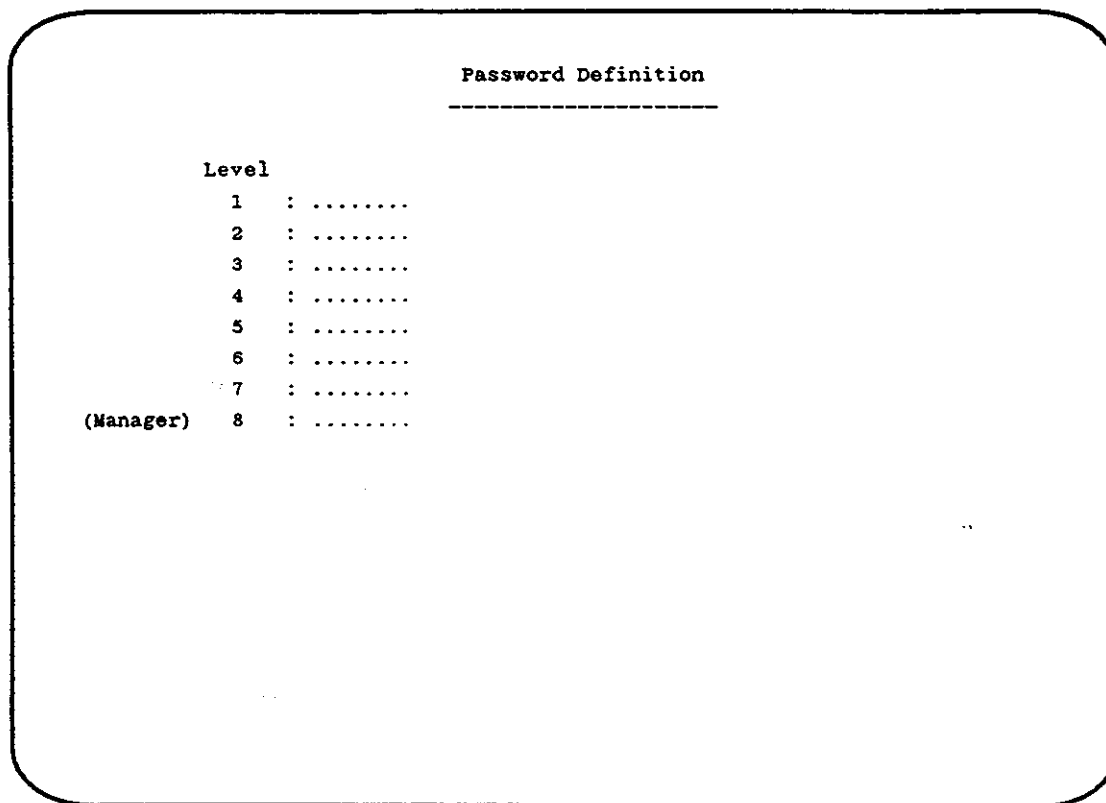 Password Definition
---------------------
Level
1 : ........
2 : ........
3 : ........
4 : ........
5 : ........
6 : ........
7 : ........
(Manager) 8 : ........